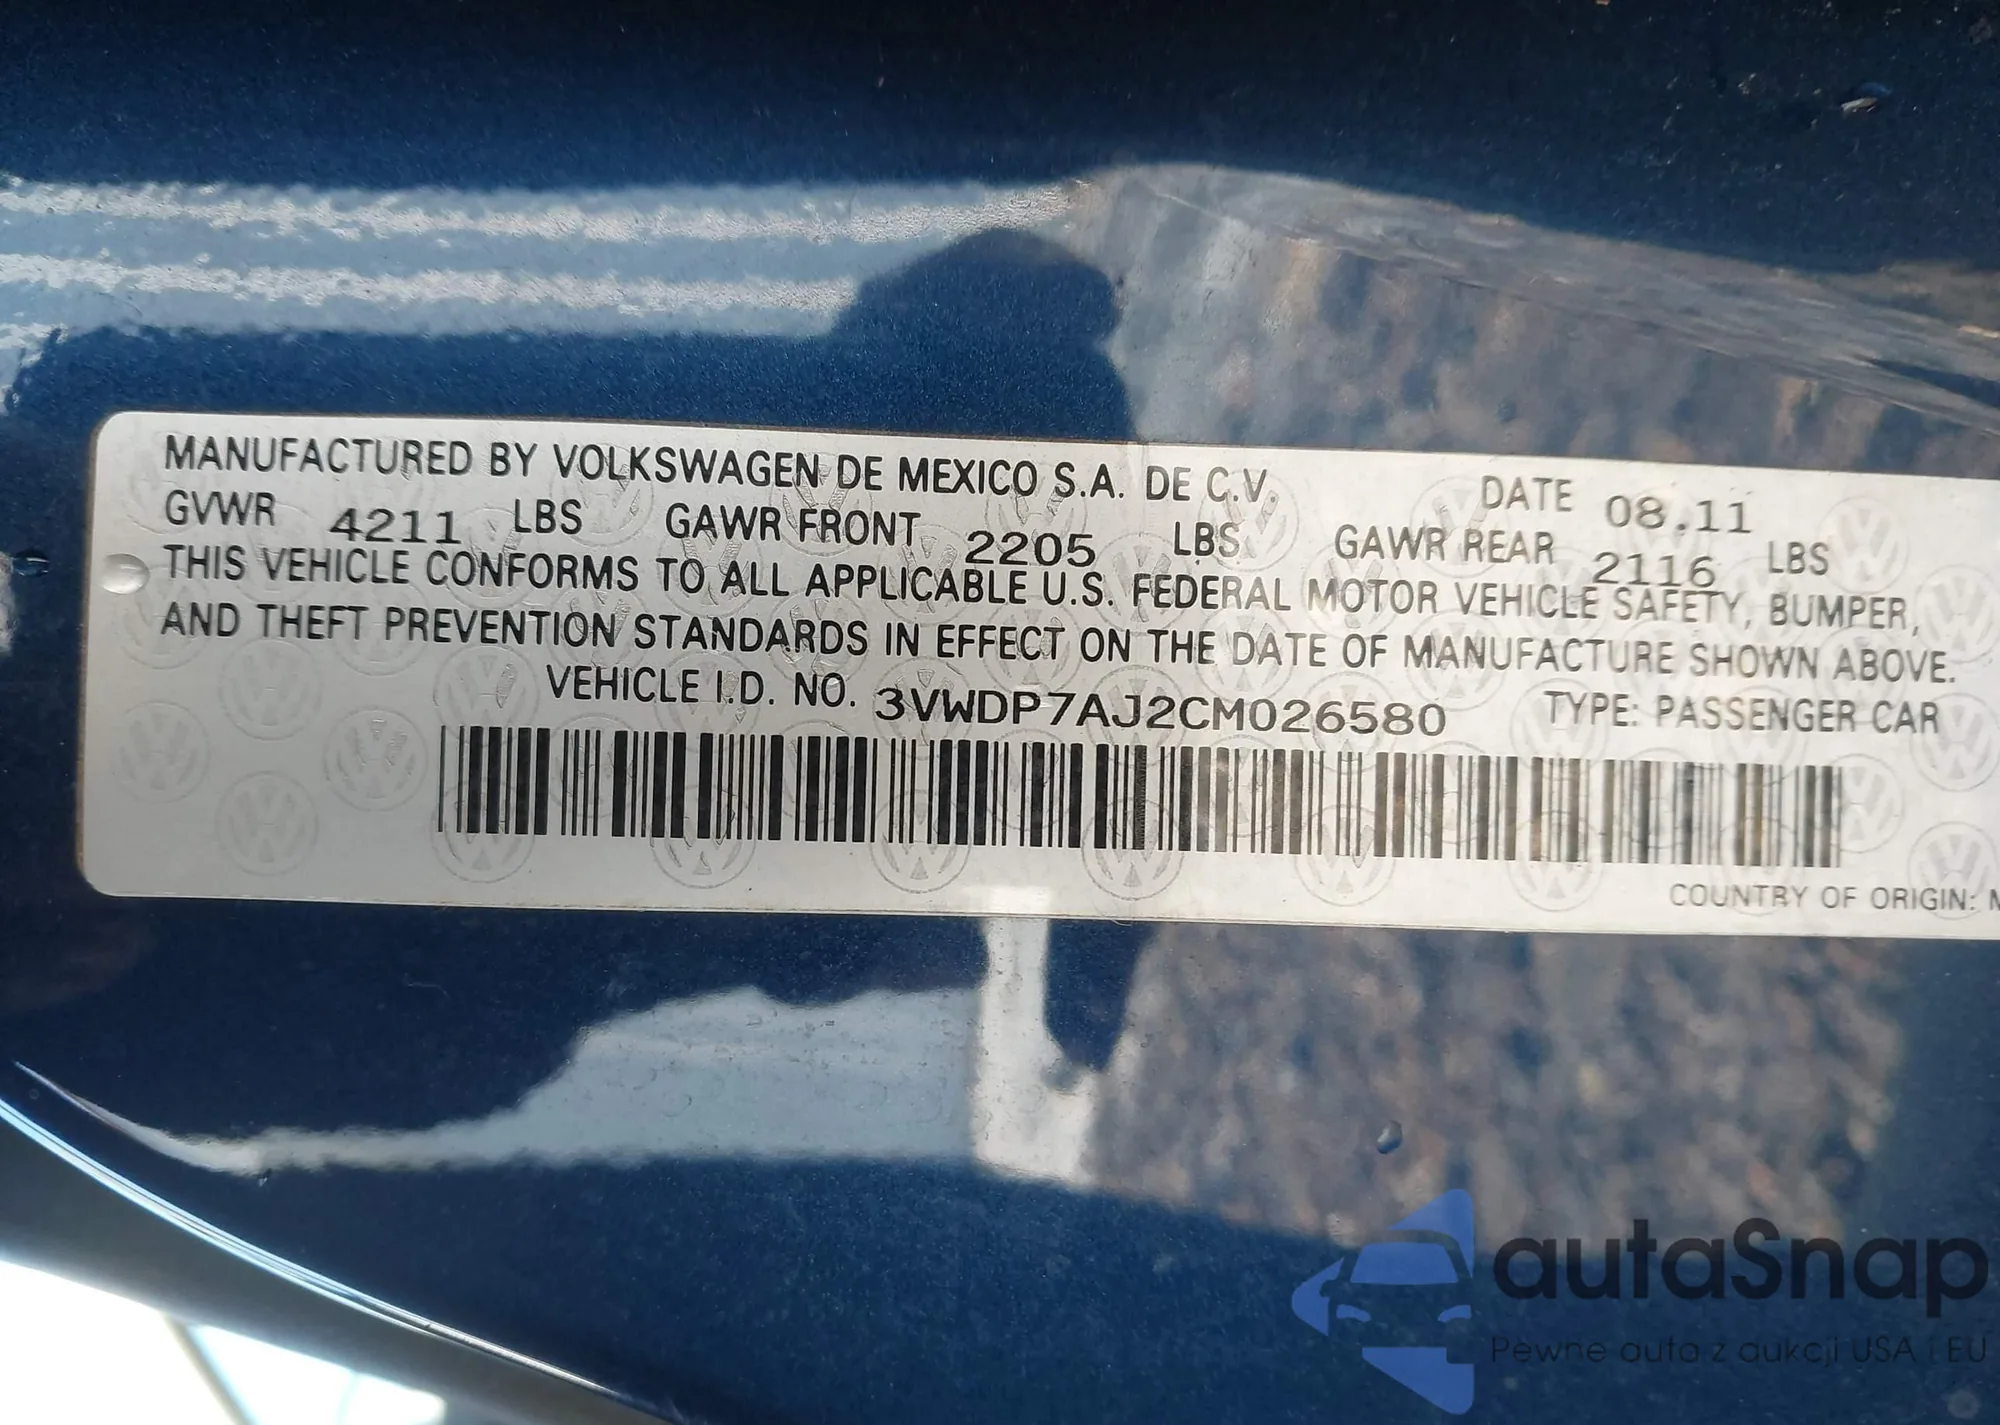 MANUFACTURED BY VOLKSWAGEN DE MEXICO S.A. DE C.V. DATE 08.11
GVWR 4211 LBS GAWR FRONT 2205 LBS GAWR REAR 2116 LBS
THIS VEHICLE CONFORMS TO ALL APPLICABLE U.S. FEDERAL MOTOR VEHICLE SAFETY, BUMPER,
AND THEFT PREVENTION STANDARDS IN EFFECT ON THE DATE OF MANUFACTURE SHOWN ABOVE.
VEHICLE I.D. NO. 3VWDP7AJ2CM026580 TYPE: PASSENGER CAR
COUNTRY OF ORIGIN:
autaSnap
Pewne auta z aukcji USA i EU